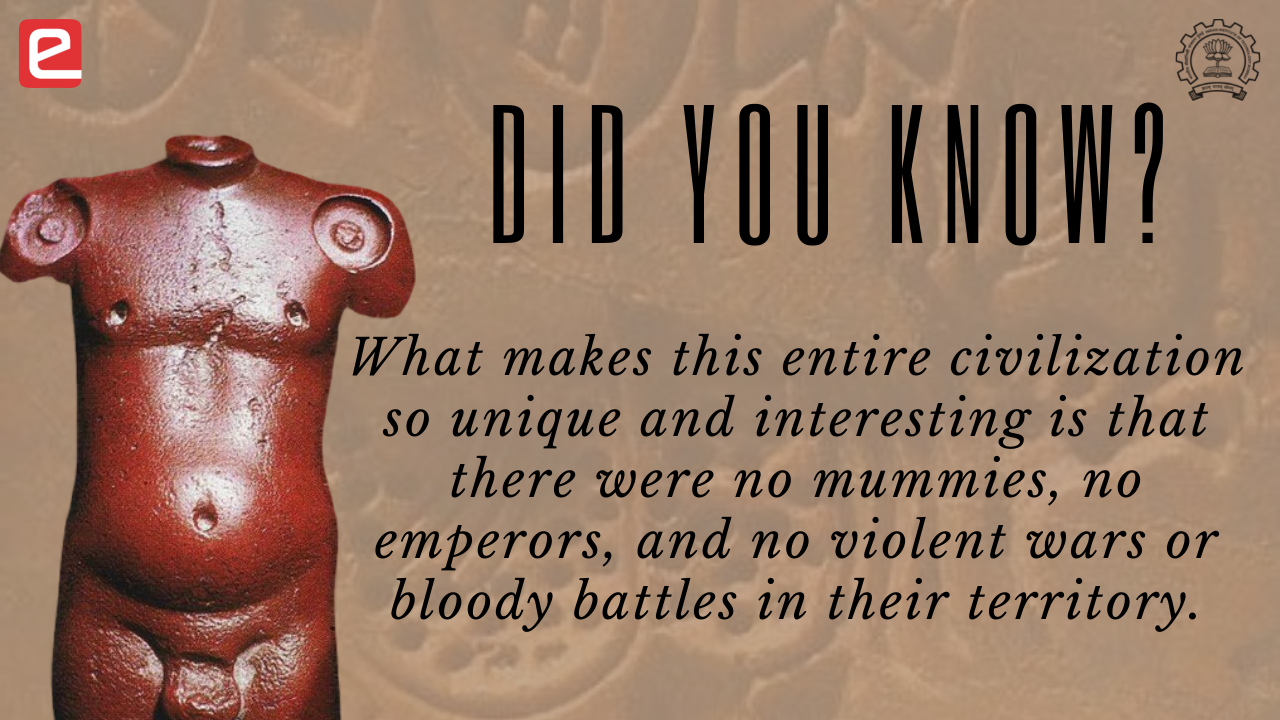 e
DID YOU KNOW?
What makes this entire civilization
so unique and interesting is that
there were no mummies, no
emperors, and no violent wars or
bloody battles in their territory.